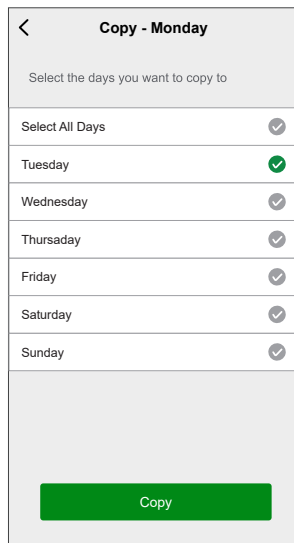 Copy - Monday
Select the days you want to copy to
Select All Days
Tuesday
Wednesday
Thursaday
Friday
Saturday
Sunday
Copy